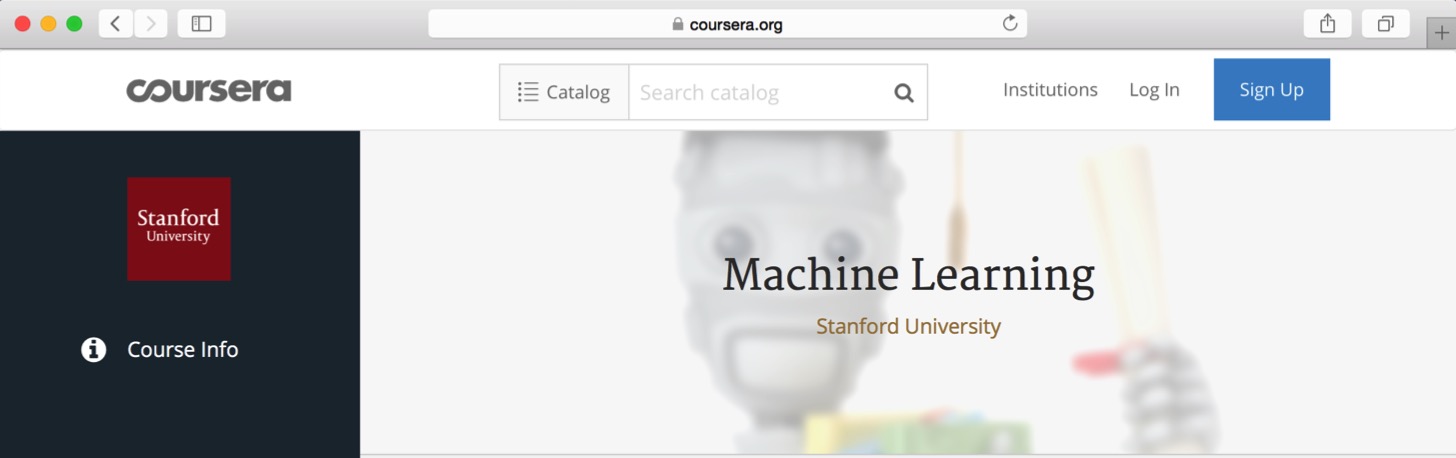 coursera.org
coursera
Catalog
Search catalog
Institutions
Log In
Sign Up
Stanford
University
Course Info
Machine Learning
Stanford University